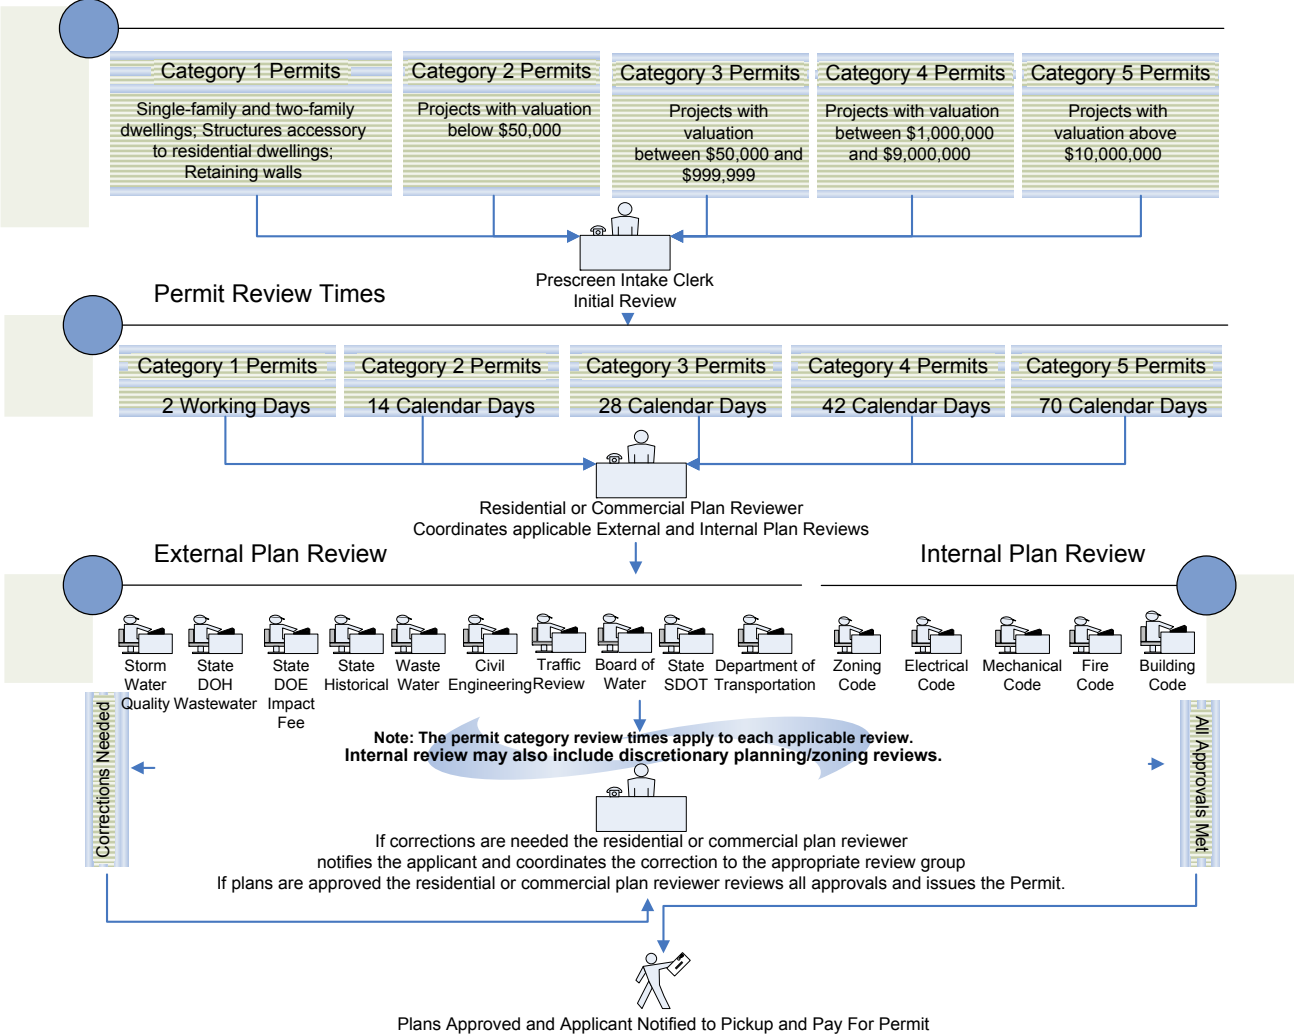 Category 1 Permits
Single-family and two-family
dwellings; Structures accessory
to residential dwellings;
Retaining walls
Category 2 Permits
Projects with valuation
below $50,000
Category 3 Permits
Projects with
valuation
between $50,000 and
$999,999
Category 4 Permits
Projects with valuation
between $1,000,000
and $9,000,000
Category 5 Permits
Projects with
valuation above
$10,000,000
Prescreen Intake Clerk
Initial Review
Permit Review Times
Category 1 Permits
2 Working Days
Category 2 Permits
14 Calendar Days
Category 3 Permits
28 Calendar Days
Category 4 Permits
42 Calendar Days
Category 5 Permits
70 Calendar Days
Residential or Commercial Plan Reviewer
Coordinates applicable External and Internal Plan Reviews
External Plan Review
Internal Plan Review
Storm
Water
Quality
State
DOH
Wastewater
State
DOE
Impact
Fee
State
Historical
Waste
Water
Civil
Engineering
Traffic
Review
Board of
Water
State
SDOT
Department of
Transportation
Zoning
Code
Electrical
Code
Mechanical
Code
Fire
Code
Building
Code
Corrections Needed
Note: The permit category review times apply to each applicable review.
Internal review may also include discretionary planning/zoning reviews.
All Approvals Met
If corrections are needed the residential or commercial plan reviewer
notifies the applicant and coordinates the correction to the appropriate review group
If plans are approved the residential or commercial plan reviewer reviews all approvals and issues the Permit.
Plans Approved and Applicant Notified to Pickup and Pay For Permit